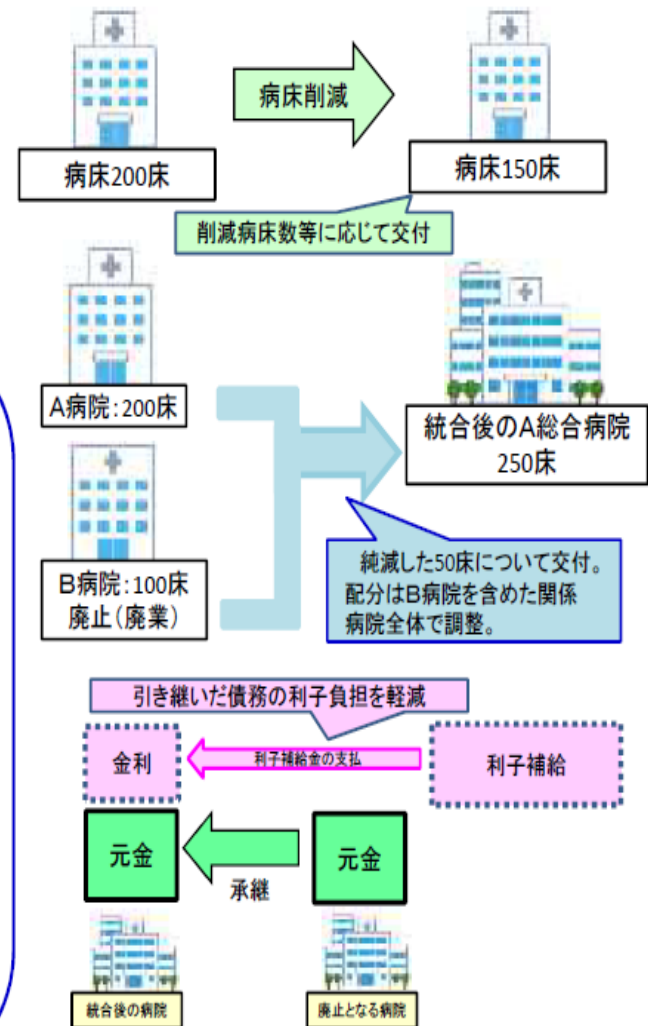 病床削減
病床200床
病床150床
削減病床数等に応じて交付
A病院：200床
統合後のA総合病院
250床
B病院：100床
廃止（廃業）
純減した50床について交付。
配分はB病院を含めた関係
病院全体で調整。
引き継いだ債務の利子負担を軽減
金利
利子補給金の支払
利子補給
元金
元金
承継
統合後の病院
廃止となる病院